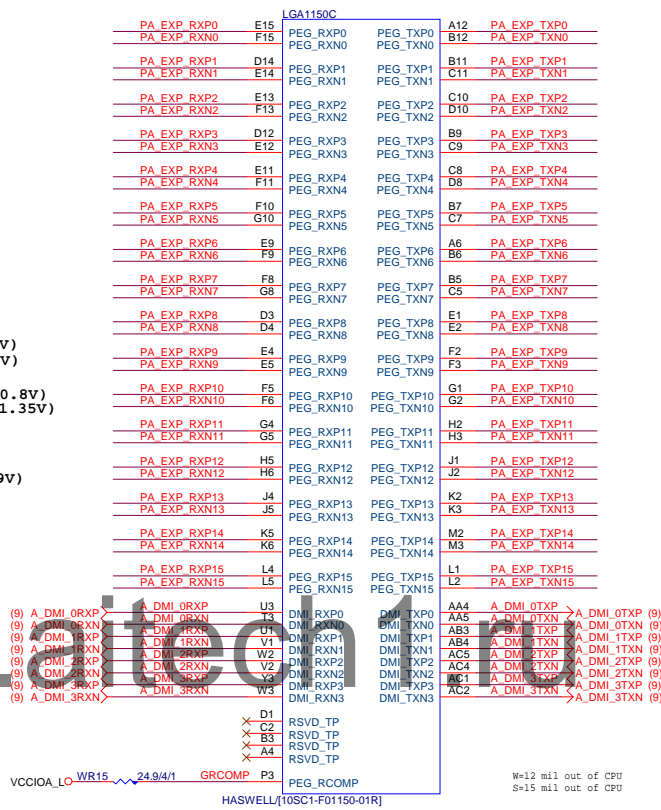 LGA1150C
PA_EXP_RXP0 E15 PEG_RXP0 PEG_TXP0 A12 PA_EXP_TXP0
PA_EXP_RXN0 F15 PEG_RXN0 PEG_TXN0 B12 PA_EXP_TXN0
PA_EXP_RXP1 D14 PEG_RXP1 PEG_TXP1 B11 PA_EXP_TXP1
PA_EXP_RXN1 E14 PEG_RXN1 PEG_TXN1 C11 PA_EXP_TXN1
PA_EXP_RXP2 E13 PEG_RXP2 PEG_TXP2 C10 PA_EXP_TXP2
PA_EXP_RXN2 F13 PEG_RXN2 PEG_TXN2 D10 PA_EXP_TXN2
PA_EXP_RXP3 D12 PEG_RXP3 PEG_TXP3 B9 PA_EXP_TXP3
PA_EXP_RXN3 E12 PEG_RXN3 PEG_TXN3 C9 PA_EXP_TXN3
PA_EXP_RXP4 E11 PEG_RXP4 PEG_TXP4 C8 PA_EXP_TXP4
PA_EXP_RXN4 F11 PEG_RXN4 PEG_TXN4 D8 PA_EXP_TXN4
PA_EXP_RXP5 F10 PEG_RXP5 PEG_TXP5 B7 PA_EXP_TXP5
PA_EXP_RXN5 G10 PEG_RXN5 PEG_TXN5 C7 PA_EXP_TXN5
PA_EXP_RXP6 E9 PEG_RXP6 PEG_TXP6 A6 PA_EXP_TXP6
PA_EXP_RXN6 F9 PEG_RXN6 PEG_TXN6 B6 PA_EXP_TXN6
PA_EXP_RXP7 F8 PEG_RXP7 PEG_TXP7 B5 PA_EXP_TXP7
PA_EXP_RXN7 G8 PEG_RXN7 PEG_TXN7 C5 PA_EXP_TXN7
PA_EXP_RXP8 D3 PEG_RXP8 PEG_TXP8 E1 PA_EXP_TXP8
PA_EXP_RXN8 D4 PEG_RXN8 PEG_TXN8 E2 PA_EXP_TXN8
V)
V)
PA_EXP_RXP9 E4 PEG_RXP9 PEG_TXP9 F2 PA_EXP_TXP9
PA_EXP_RXN9 E5 PEG_RXN9 PEG_TXN9 F3 PA_EXP_TXN9
0.8V)
1.35V)
PA_EXP_RXP10 F5 PEG_RXP10 PEG_TXP10 G1 PA_EXP_TXP10
PA_EXP_RXN10 F6 PEG_RXN10 PEG_TXN10 G2 PA_EXP_TXN10
PA_EXP_RXP11 G4 PEG_RXP11 PEG_TXP11 H2 PA_EXP_TXP11
PA_EXP_RXN11 G5 PEG_RXN11 PEG_TXN11 H3 PA_EXP_TXN11
9V)
PA_EXP_RXP12 H5 PEG_RXP12 PEG_TXP12 J1 PA_EXP_TXP12
PA_EXP_RXN12 H6 PEG_RXN12 PEG_TXN12 J2 PA_EXP_TXN12
PA_EXP_RXP13 J4 PEG_RXP13 PEG_TXP13 K2 PA_EXP_TXP13
PA_EXP_RXN13 J5 PEG_RXN13 PEG_TXN13 K3 PA_EXP_TXN13
PA_EXP_RXP14 K5 PEG_RXP14 PEG_TXP14 M2 PA_EXP_TXP14
PA_EXP_RXN14 K6 PEG_RXN14 PEG_TXN14 M3 PA_EXP_TXN14
PA_EXP_RXP15 L4 PEG_RXP15 PEG_TXP15 L1 PA_EXP_TXP15
PA_EXP_RXN15 L5 PEG_RXN15 PEG_TXN15 L2 PA_EXP_TXN15
(9) A_DMI_0RXP A_DMI_0RXP U3 DMI_RXP0 DMI_TXP0 AA4 A_DMI_0TXP A_DMI_0TXP (9)
(9) A_DMI_0RXN A_DMI_0RXN T3 DMI_RXN0 DMI_TXN0 AA5 A_DMI_0TXN A_DMI_0TXN (9)
(9) A_DMI_1RXP A_DMI_1RXP U1 DMI_RXP1 DMI_TXP1 AB3 A_DMI_1TXP A_DMI_1TXP (9)
(9) A_DMI_1RXN A_DMI_1RXN V1 DMI_RXN1 DMI_TXN1 AB4 A_DMI_1TXN A_DMI_1TXN (9)
(9) A_DMI_2RXP A_DMI_2RXP W2 DMI_RXP2 DMI_TXP2 AC5 A_DMI_2TXP A_DMI_2TXP (9)
(9) A_DMI_2RXN A_DMI_2RXN V2 DMI_RXN2 DMI_TXN2 AC4 A_DMI_2TXN A_DMI_2TXN (9)
(9) A_DMI_3RXP A_DMI_3RXP Y3 DMI_RXP3 DMI_TXP3 AC1 A_DMI_3TXP A_DMI_3TXP (9)
(9) A_DMI_3RXN A_DMI_3RXN W3 DMI_RXN3 DMI_TXN3 AC2 A_DMI_3TXN A_DMI_3TXN (9)
D1 RSVD_TP
C2 RSVD_TP
B3 RSVD_TP
A4 RSVD_TP
VCCIOA_L WR15 24.9/4/1 GRCOMP P3 PEG_RCOMP
W=12 mil out of CPU
S=15 mil out of CPU
HASWELL/[10SC1-F01150-01R]